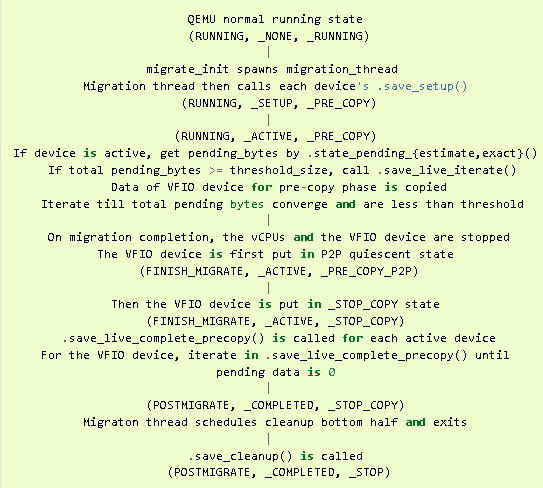 QEMU normal running state
(RUNNING, _NONE, _RUNNING)
|
migrate_init spawns migration_thread
Migration thread then calls each device's .save_setup()
(RUNNING, _SETUP, _PRE_COPY)
|
(RUNNING, _ACTIVE, _PRE_COPY)
If device is active, get pending_bytes by .state_pending_{estimate,exact}()
If total pending_bytes >= threshold_size, call .save_live_iterate()
Data of VFIO device for pre-copy phase is copied
Iterate till total pending bytes converge and are less than threshold
|
On migration completion, the vCPUs and the VFIO device are stopped
The VFIO device is first put in P2P quiescent state
(FINISH_MIGRATE, _ACTIVE, _PRE_COPY_P2P)
|
Then the VFIO device is put in _STOP_COPY state
(FINISH_MIGRATE, _ACTIVE, _STOP_COPY)
.save_live_complete_precopy() is called for each active device
For the VFIO device, iterate in .save_live_complete_precopy() until
pending data is 0
|
(POSTMIGRATE, _COMPLETED, _STOP_COPY)
Migraton thread schedules cleanup bottom half and exits
|
.save_cleanup() is called
(POSTMIGRATE, _COMPLETED, _STOP)